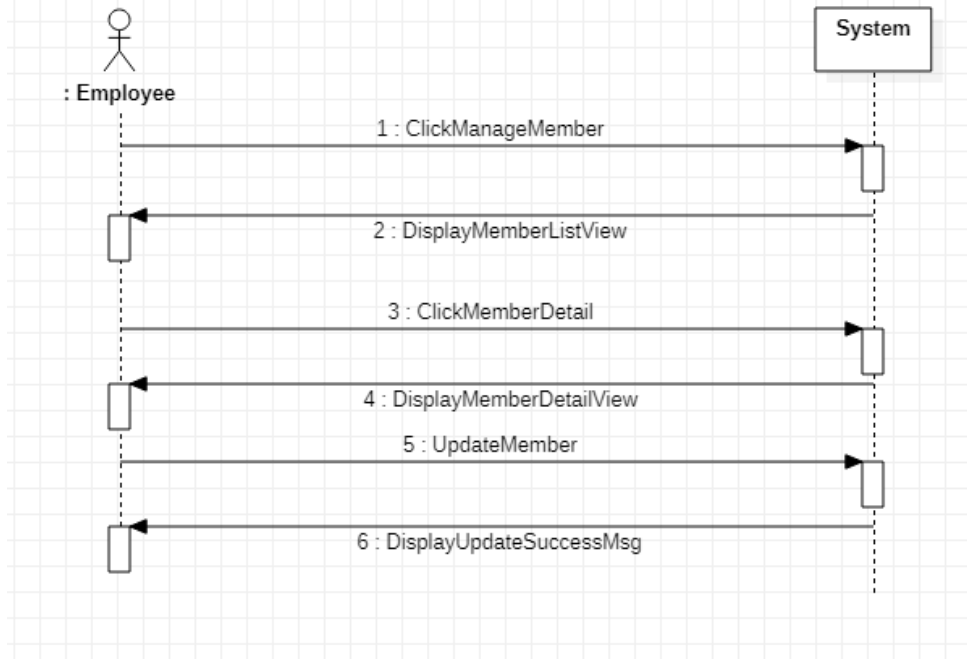 System
: Employee
1 : ClickManageMember
2 : DisplayMemberListView
3 : ClickMemberDetail
4 : DisplayMemberDetailView
5 : UpdateMember
6 : DisplayUpdateSuccessMsg